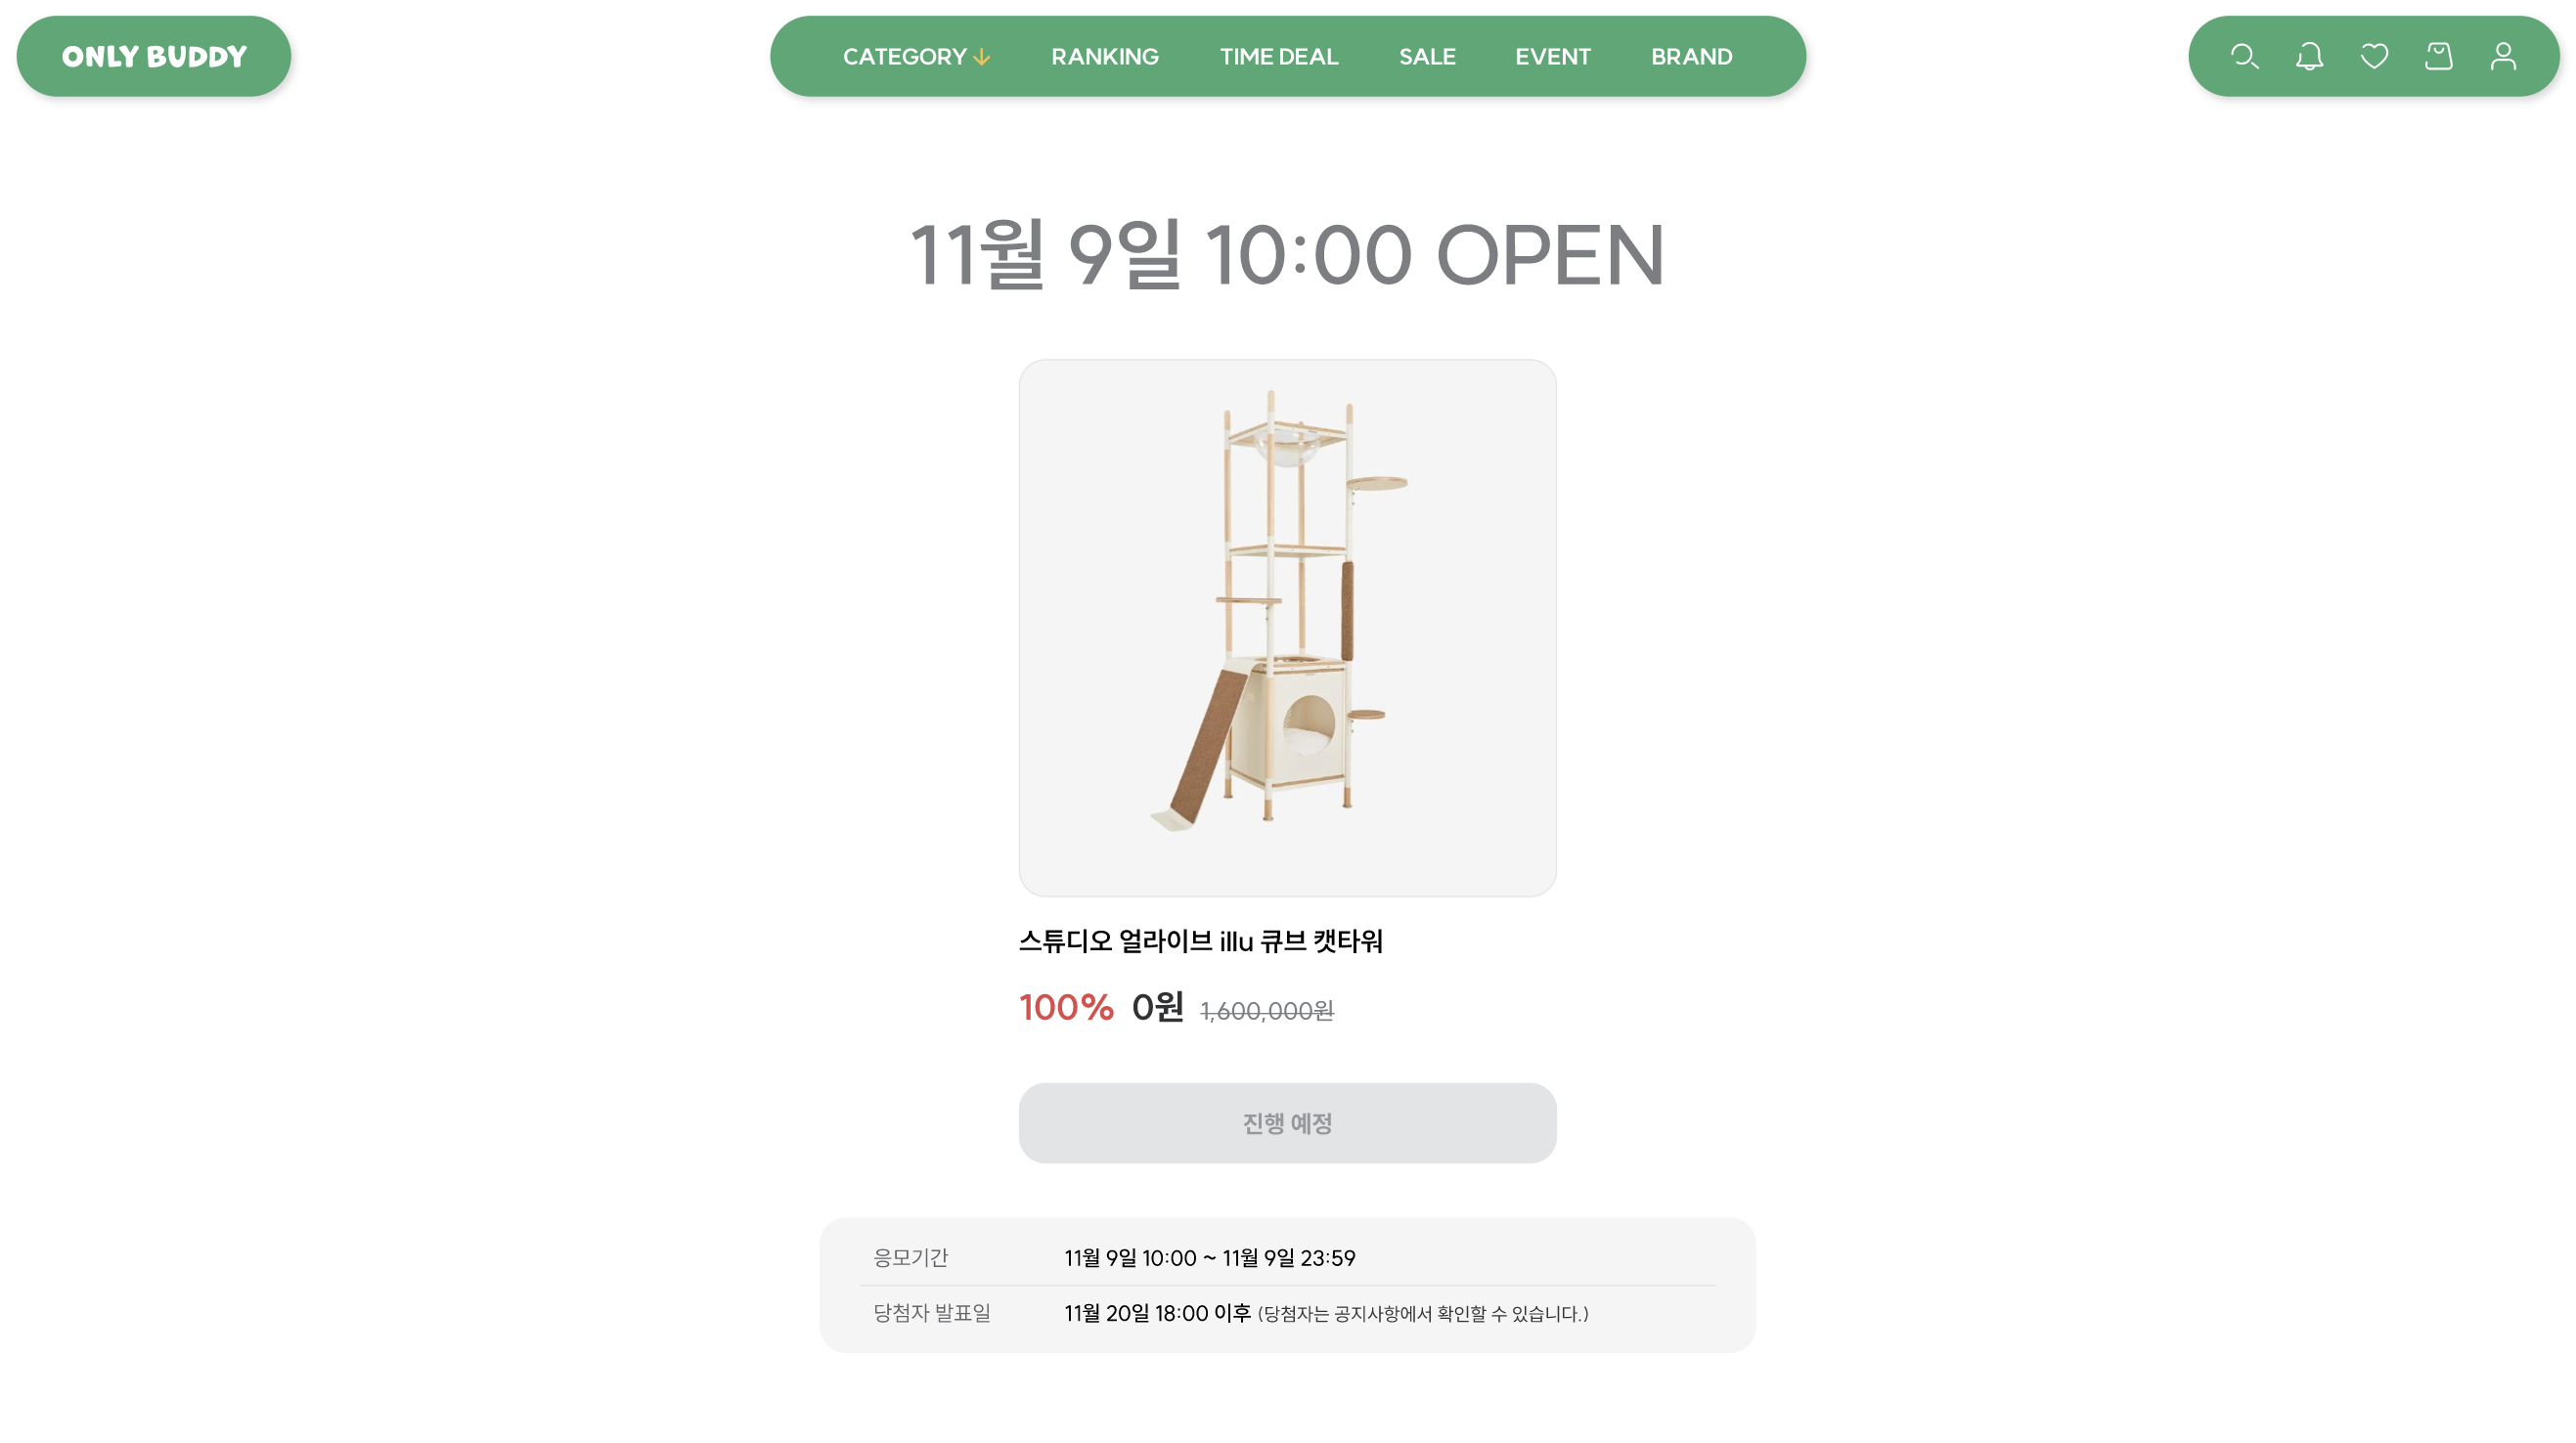 ONLY BUDDY
CATEGORY RANKING TIME DEAL SALE EVENT BRAND
11월 9일 10:00 OPEN
스튜디오 얼라이브 illu 큐브 캣타워
100% 0원 1,600,000원
진행 예정
응모기간 11월 9일 10:00 ~ 11월 9일 23:59
당첨자 발표일 11월 20일 18:00 이후 (당첨자는 공지사항에서 확인할 수 있습니다.)